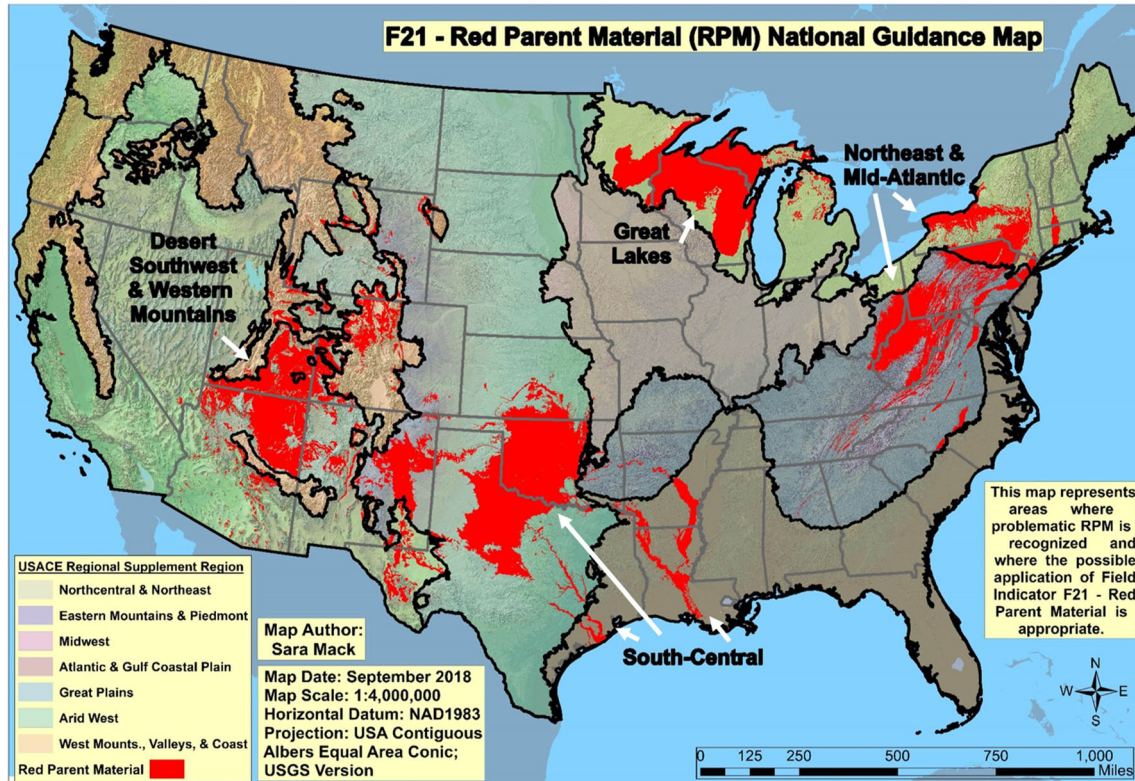 F21 - Red Parent Material (RPM) National Guidance Map
Northeast &
Mid-Atlantic
Great
Lakes
Desert
Southwest
& Western
Mountains
South-Central
This map represents
areas where
problematic RPM is
recognized and
where the possible
application of Field
Indicator F21 - Red
Parent Material is
appropriate.
USACE Regional Supplement Region
Northcentral & Northeast
Eastern Mountains & Piedmont
Midwest
Atlantic & Gulf Coastal Plain
Great Plains
Arid West
West Mounts., Valleys, & Coast
Red Parent Material
Map Author:
Sara Mack
Map Date: September 2018
Map Scale: 1:4,000,000
Horizontal Datum: NAD1983
Projection: USA Contiguous
Albers Equal Area Conic;
USGS Version
N
W E
S
0 125 250 500 750 1,000
Miles